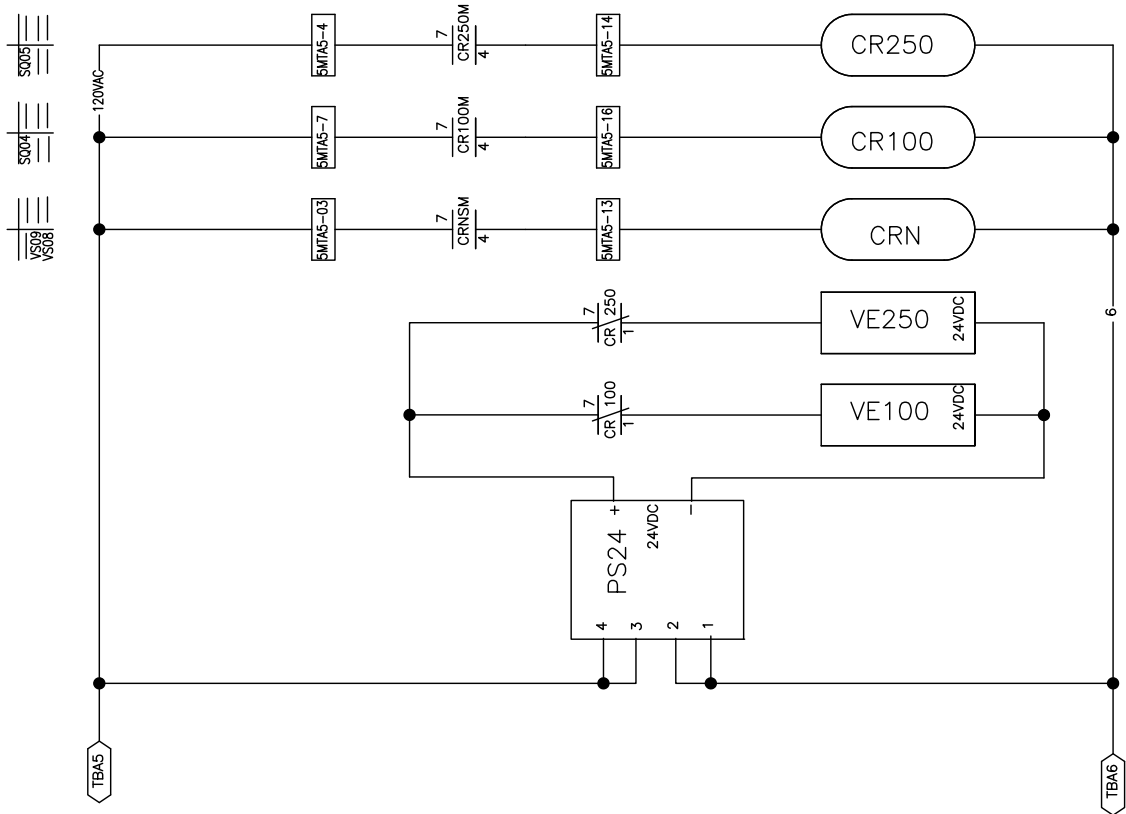 SQ05
120VAC
5MTA5-4
7
CR250M
4
5MTA5-14
CR250
SQ04
5MTA5-7
7
CR100M
4
5MTA5-16
CR100
VS09
VS08
5MTA5-03
7
CRNSM
4
5MTA5-13
CRN
7
CR 250
1
VE250
24VDC
6
7
CR 100
1
VE100
24VDC
+
24VDC
−
PS24
4
3
2
1
TBA5
TBA6